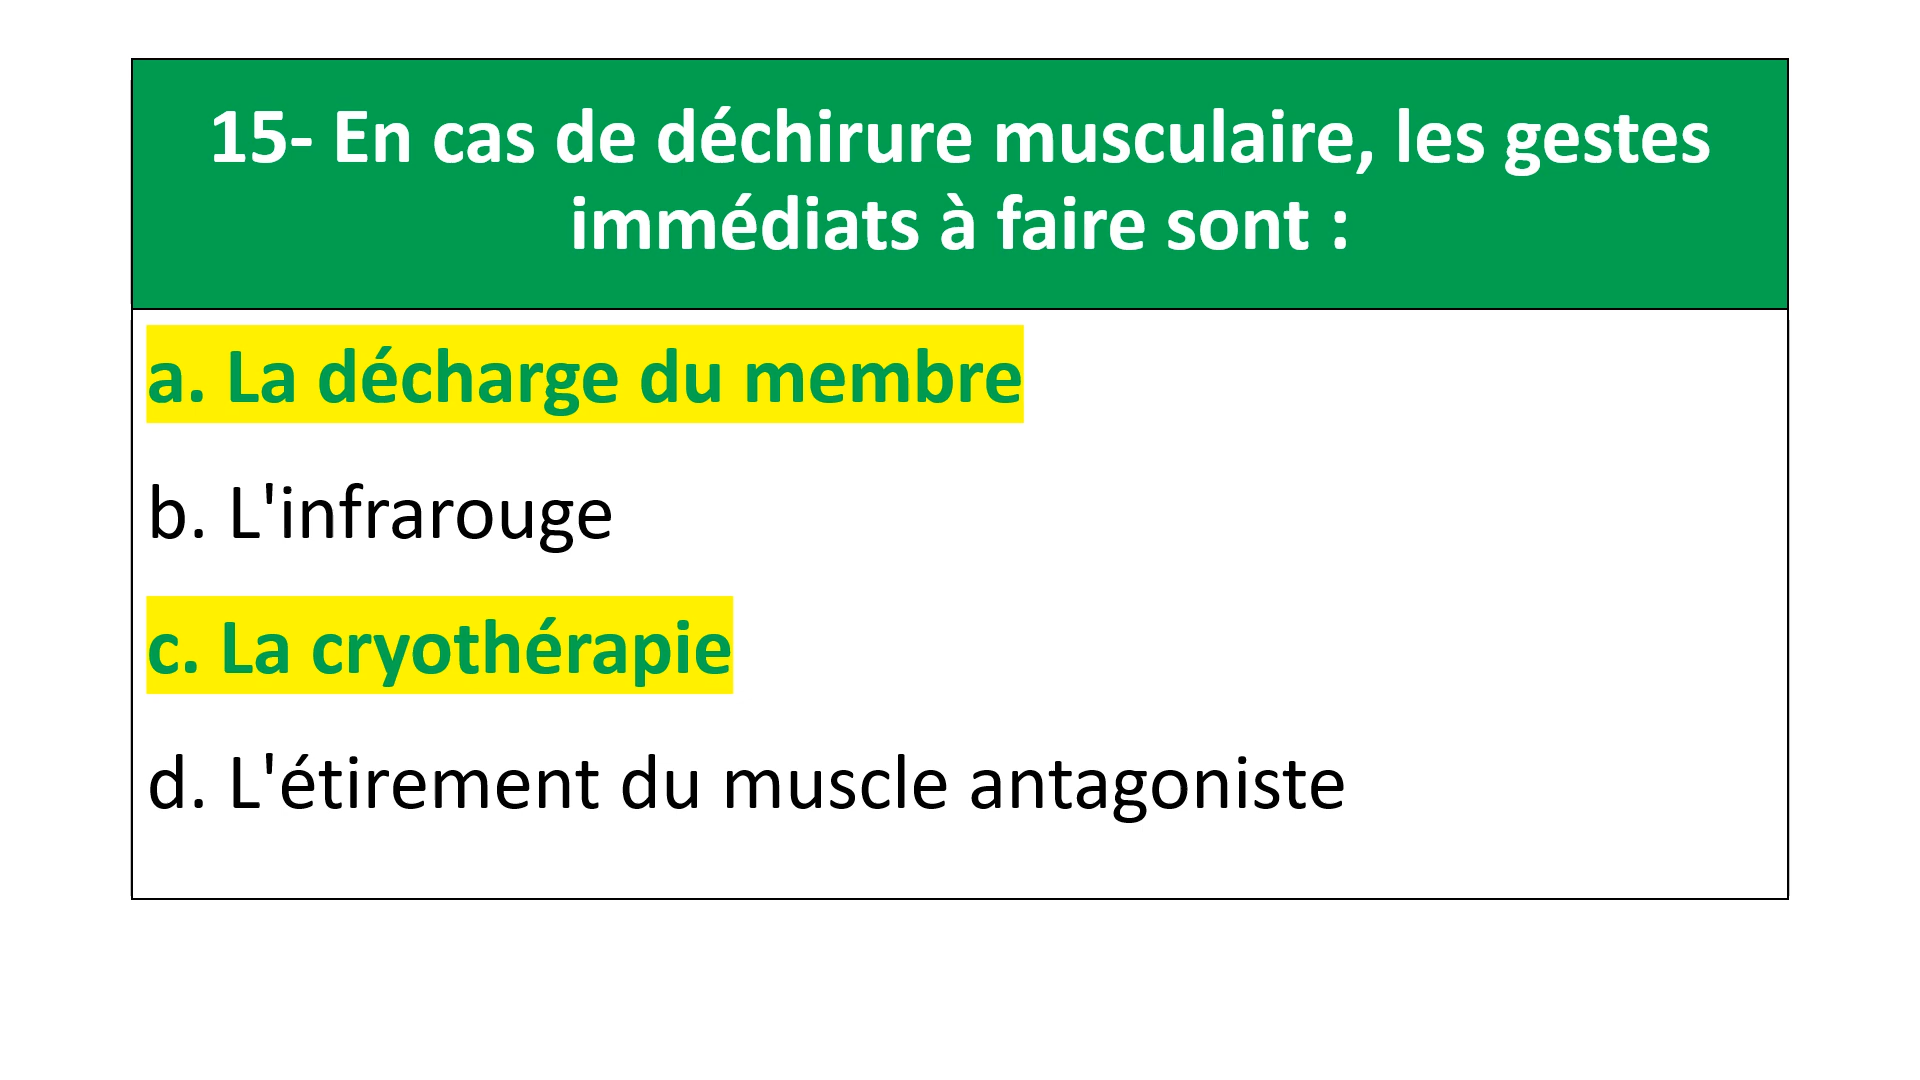 15- En cas de déchirure musculaire, les gestes
immédiats à faire sont :
a. La décharge du membre
b. L'infrarouge
c. La cryothérapie
d. L'étirement du muscle antagoniste